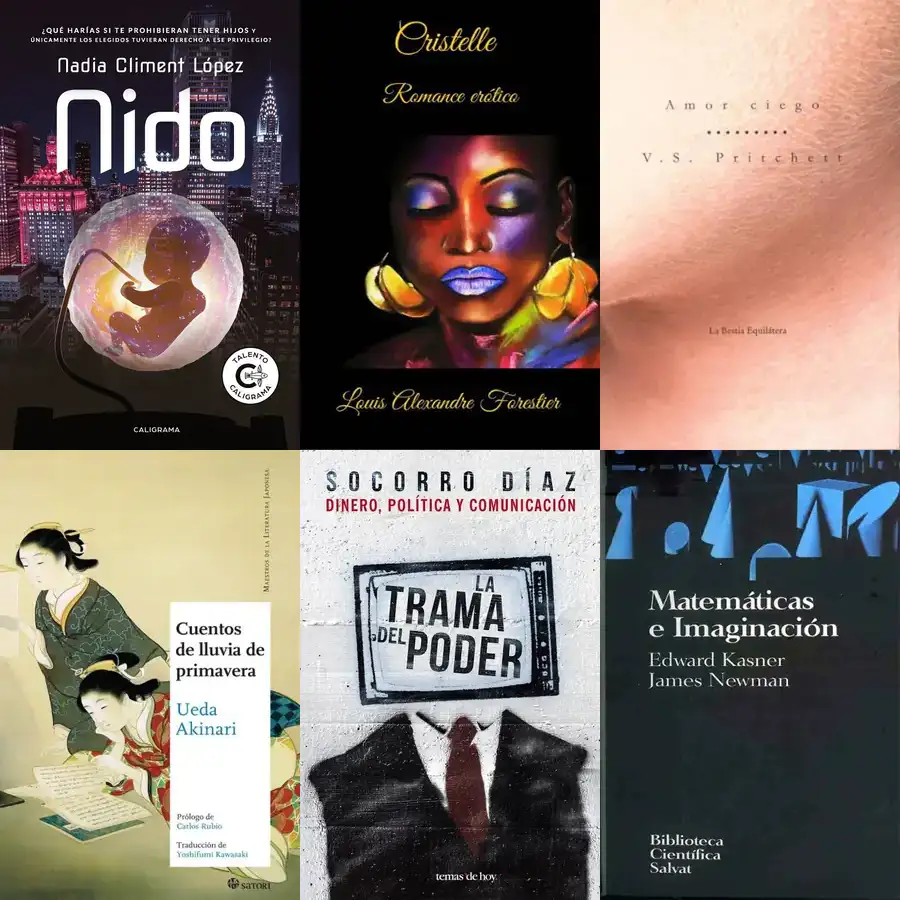 ¿QUÉ HARÍAS SI TE PROHIBIERAN TENER HIJOS Y
ÚNICAMENTE LOS ELEGIDOS TUVIERAN DERECHO A ESE PRIVILEGIO?
Nadia Climent López
Nido
TALENTO
CALIGRAMA
CALIGRAMA
Cristelle
Romance erótico
Louis Alexandre Forestier
Amor ciego
V.S. Pritchett
La Bestia Equilátera
MAESTROS DE LA LITERATURA JAPONESA
Cuentos
de lluvia de
primavera
Ueda
Akinari
Prólogo de
Carlos Rubio
Traducción de
Yoshifumi Kawasaki
SATORI
SOCORRO DÍAZ
DINERO, POLÍTICA Y COMUNICACIÓN
LA
TRAMA
DEL PODER
temas de hoy
Matemáticas
e Imaginación
Edward Kasner
James Newman
Biblioteca
Científica
Salvat